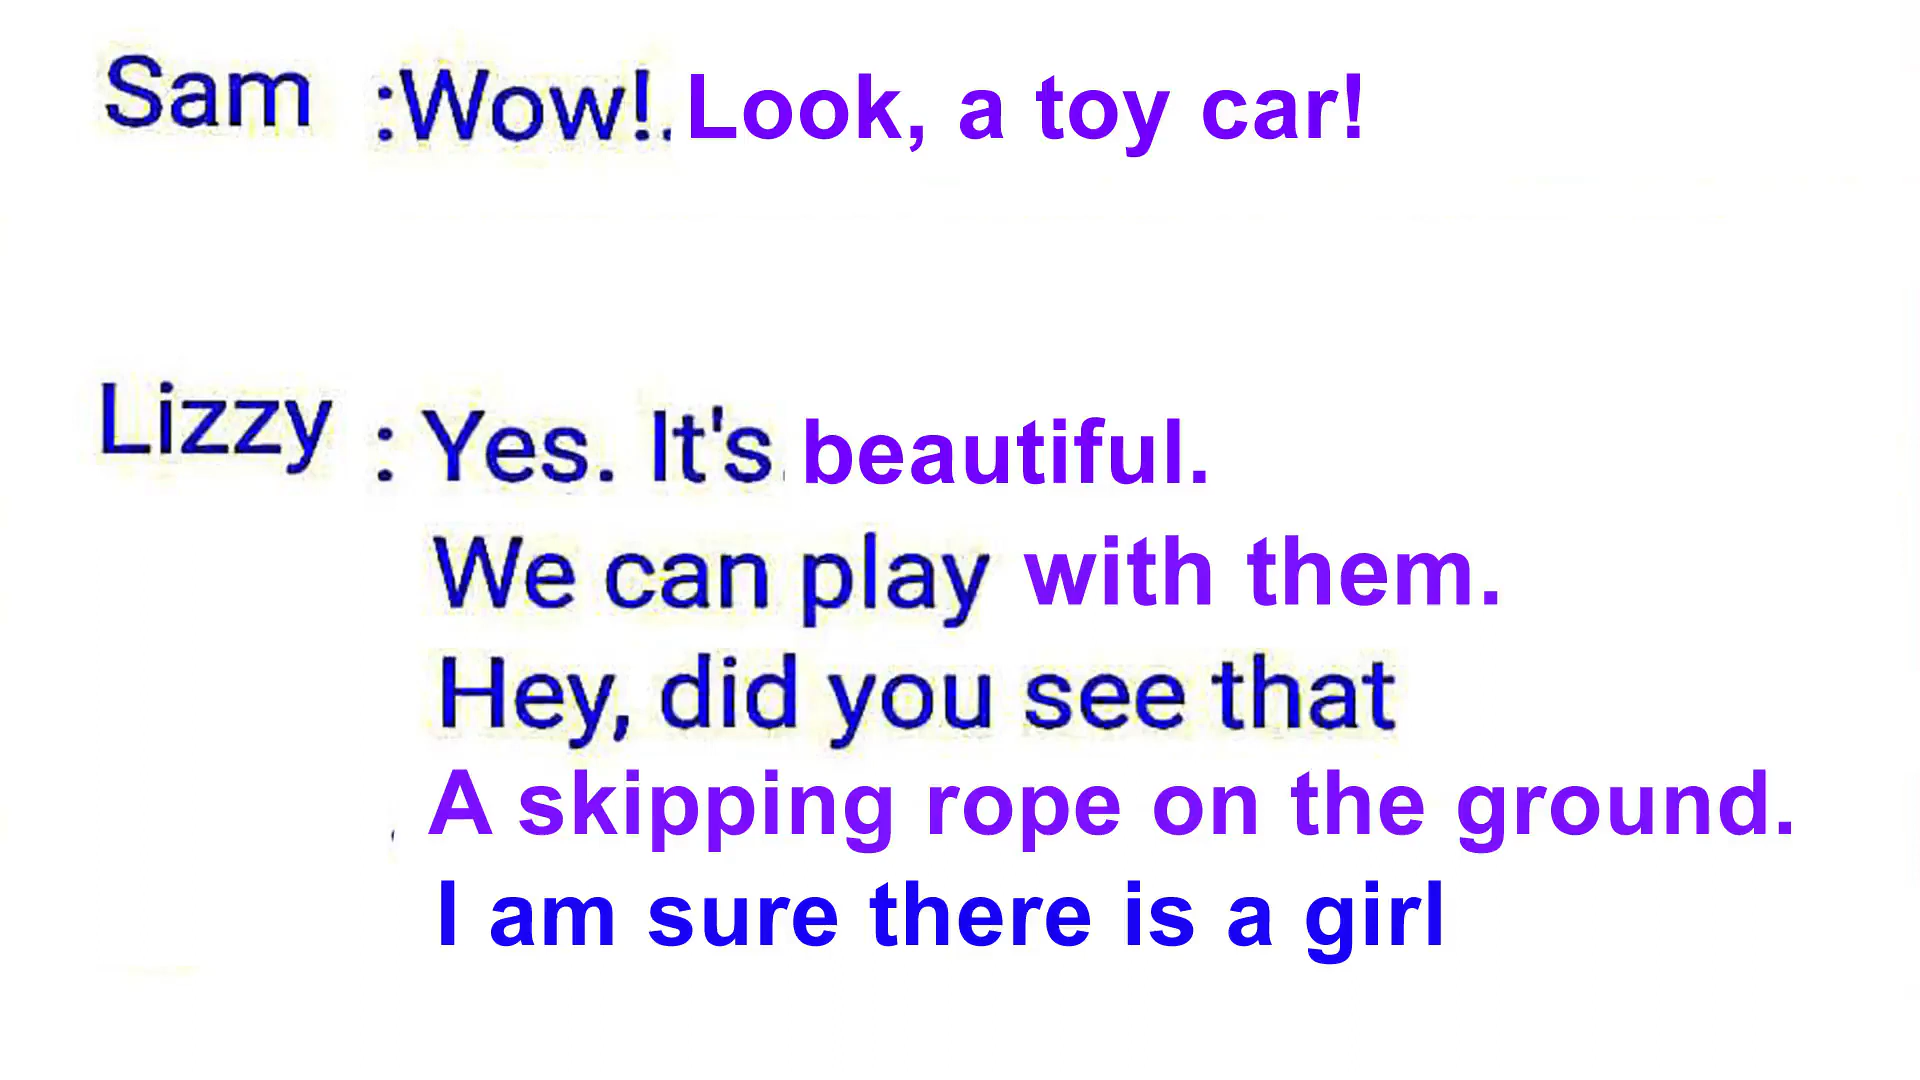 Sam :Wow!. Look, a toy car!
Lizzy : Yes. It's. beautiful.
We can play with them.
Hey, did you see that
A skipping rope on the ground.
I am sure there is a girl